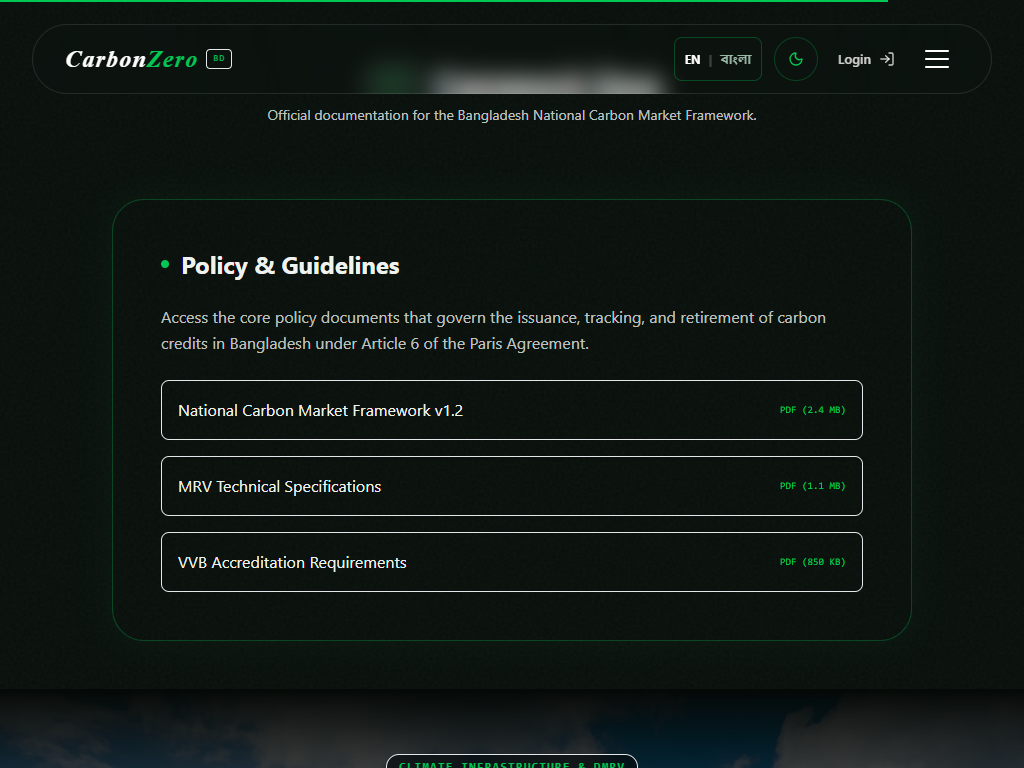 CarbonZero BD
EN | বাংলা
Login
Official documentation for the Bangladesh National Carbon Market Framework.
Policy & Guidelines
Access the core policy documents that govern the issuance, tracking, and retirement of carbon
credits in Bangladesh under Article 6 of the Paris Agreement.
National Carbon Market Framework v1.2
PDF (2.4 MB)
MRV Technical Specifications
PDF (1.1 MB)
VVB Accreditation Requirements
PDF (850 KB)
CLIMATE INFRASTRUCTURE & DMRV